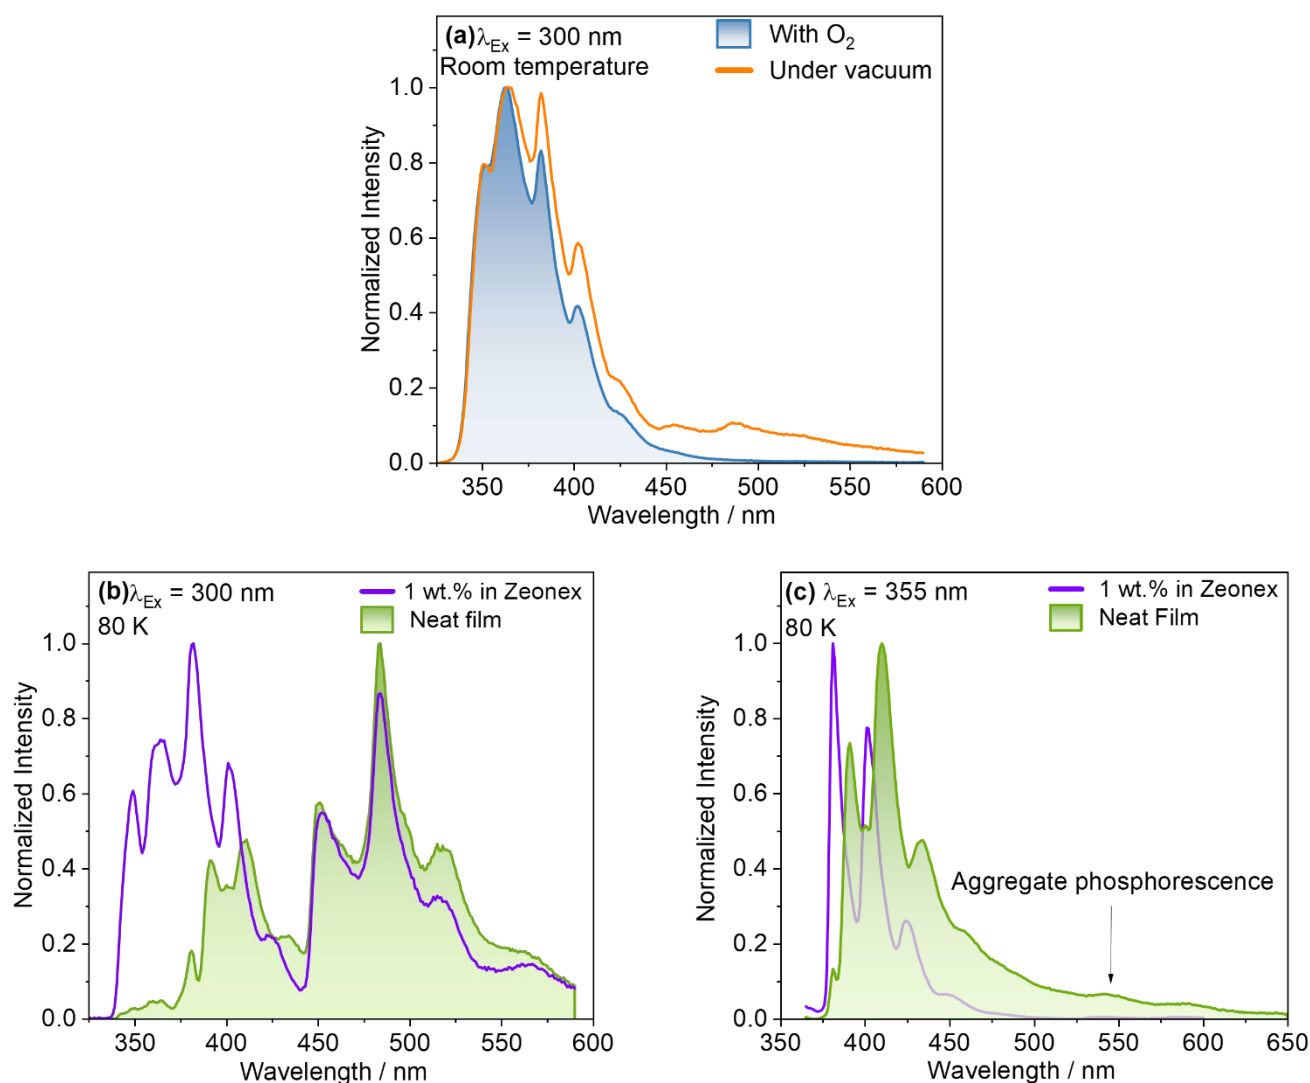 (a) λEx = 300 nm
Room temperature
With O2
Under vacuum
Normalized Intensity
1.0
0.8
0.6
0.4
0.2
0.0
350 400 450 500 550 600
Wavelength / nm
(b) λEx = 300 nm
80 K
1 wt.% in Zeonex
Neat film
Normalized Intensity
1.0
0.8
0.6
0.4
0.2
0.0
350 400 450 500 550 600
Wavelength / nm
(c) λEx = 355 nm
80 K
1 wt.% in Zeonex
Neat Film
Aggregate phosphorescence
Normalized Intensity
1.0
0.8
0.6
0.4
0.2
0.0
350 400 450 500 550 600 650
Wavelength / nm